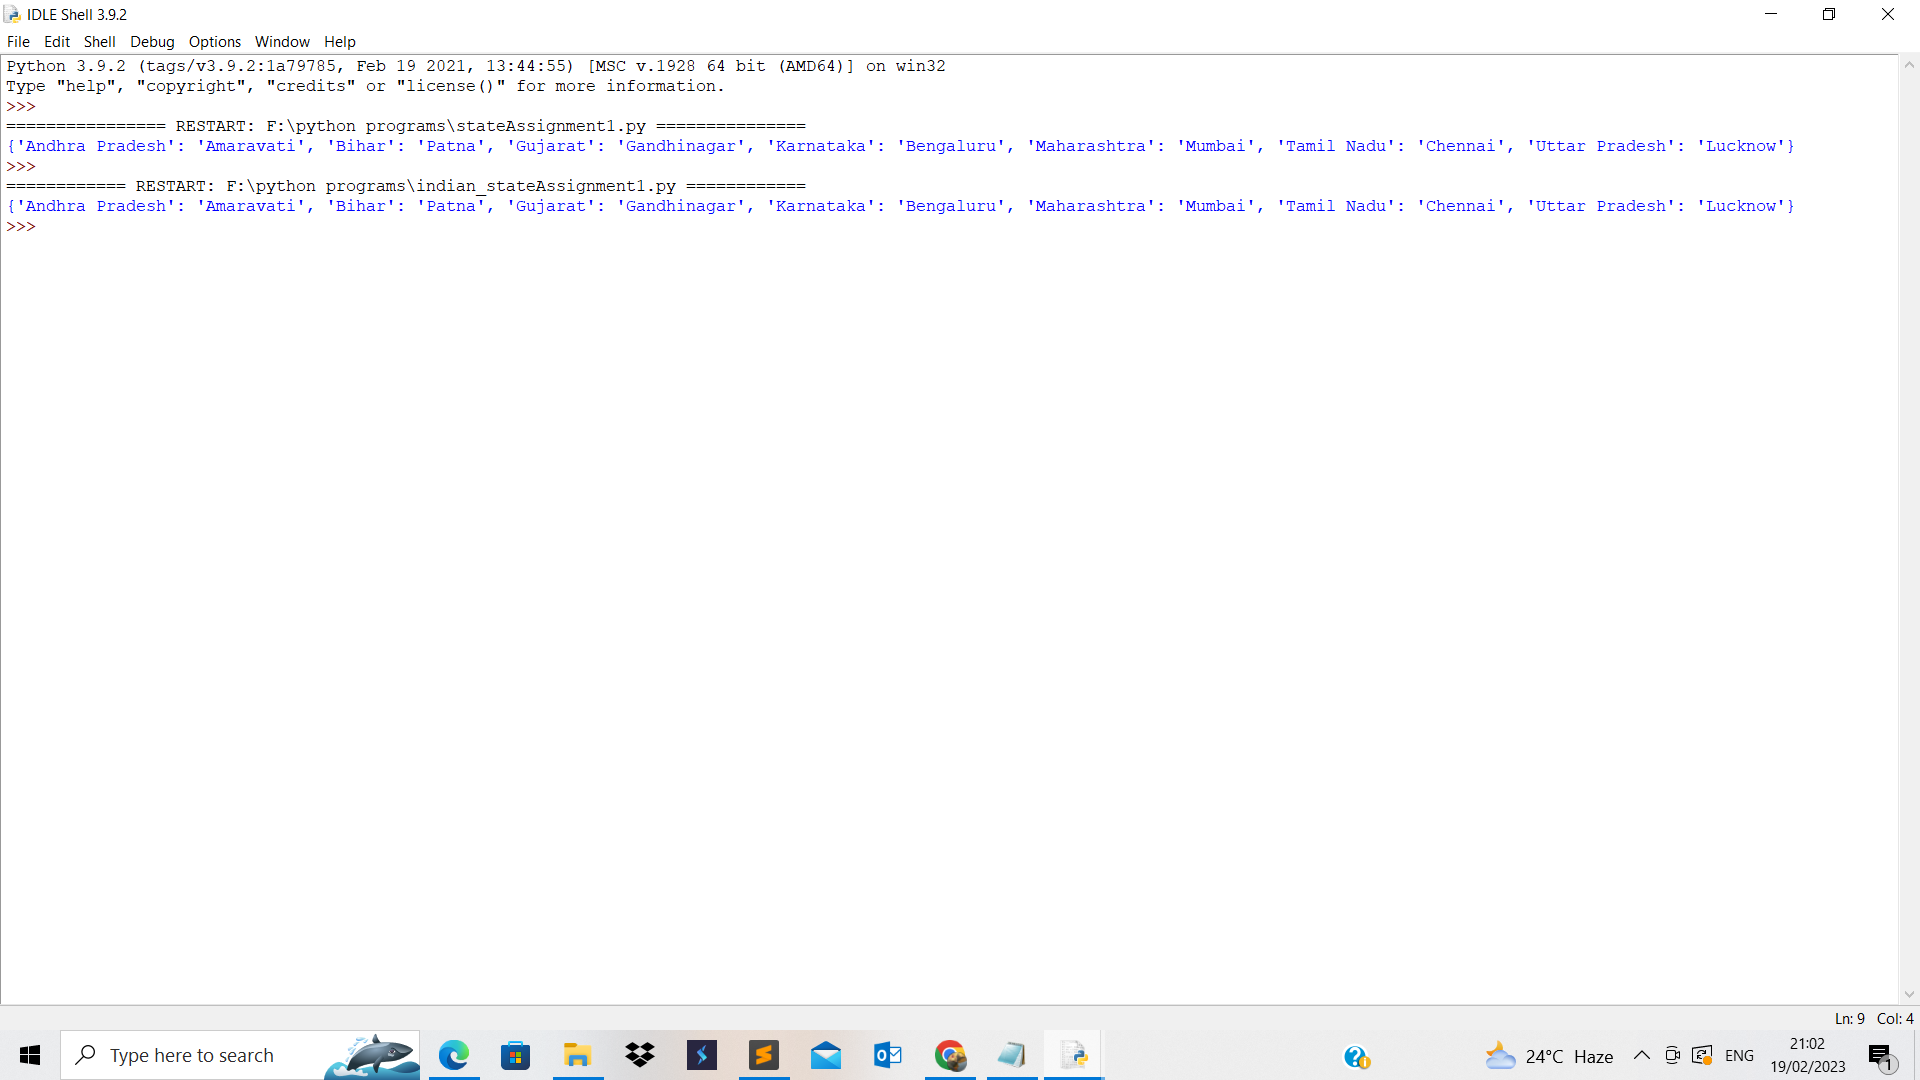 IDLE Shell 3.9.2
File Edit Shell Debug Options Window Help
Python 3.9.2 (tags/v3.9.2:1a79785, Feb 19 2021, 13:44:55) [MSC v.1928 64 bit (AMD64)] on win32
Type "help", "copyright", "credits" or "license()" for more information.
>>>
================ RESTART: F:\python programs\stateAssignment1.py ===============
{'Andhra Pradesh': 'Amaravati', 'Bihar': 'Patna', 'Gujarat': 'Gandhinagar', 'Karnataka': 'Bengaluru', 'Maharashtra': 'Mumbai', 'Tamil Nadu': 'Chennai', 'Uttar Pradesh': 'Lucknow'}
>>>
============ RESTART: F:\python programs\indian_stateAssignment1.py ============
{'Andhra Pradesh': 'Amaravati', 'Bihar': 'Patna', 'Gujarat': 'Gandhinagar', 'Karnataka': 'Bengaluru', 'Maharashtra': 'Mumbai', 'Tamil Nadu': 'Chennai', 'Uttar Pradesh': 'Lucknow'}
>>>
Ln: 9 Col: 4
Type here to search
24°C Haze
ENG
21:02
19/02/2023
1